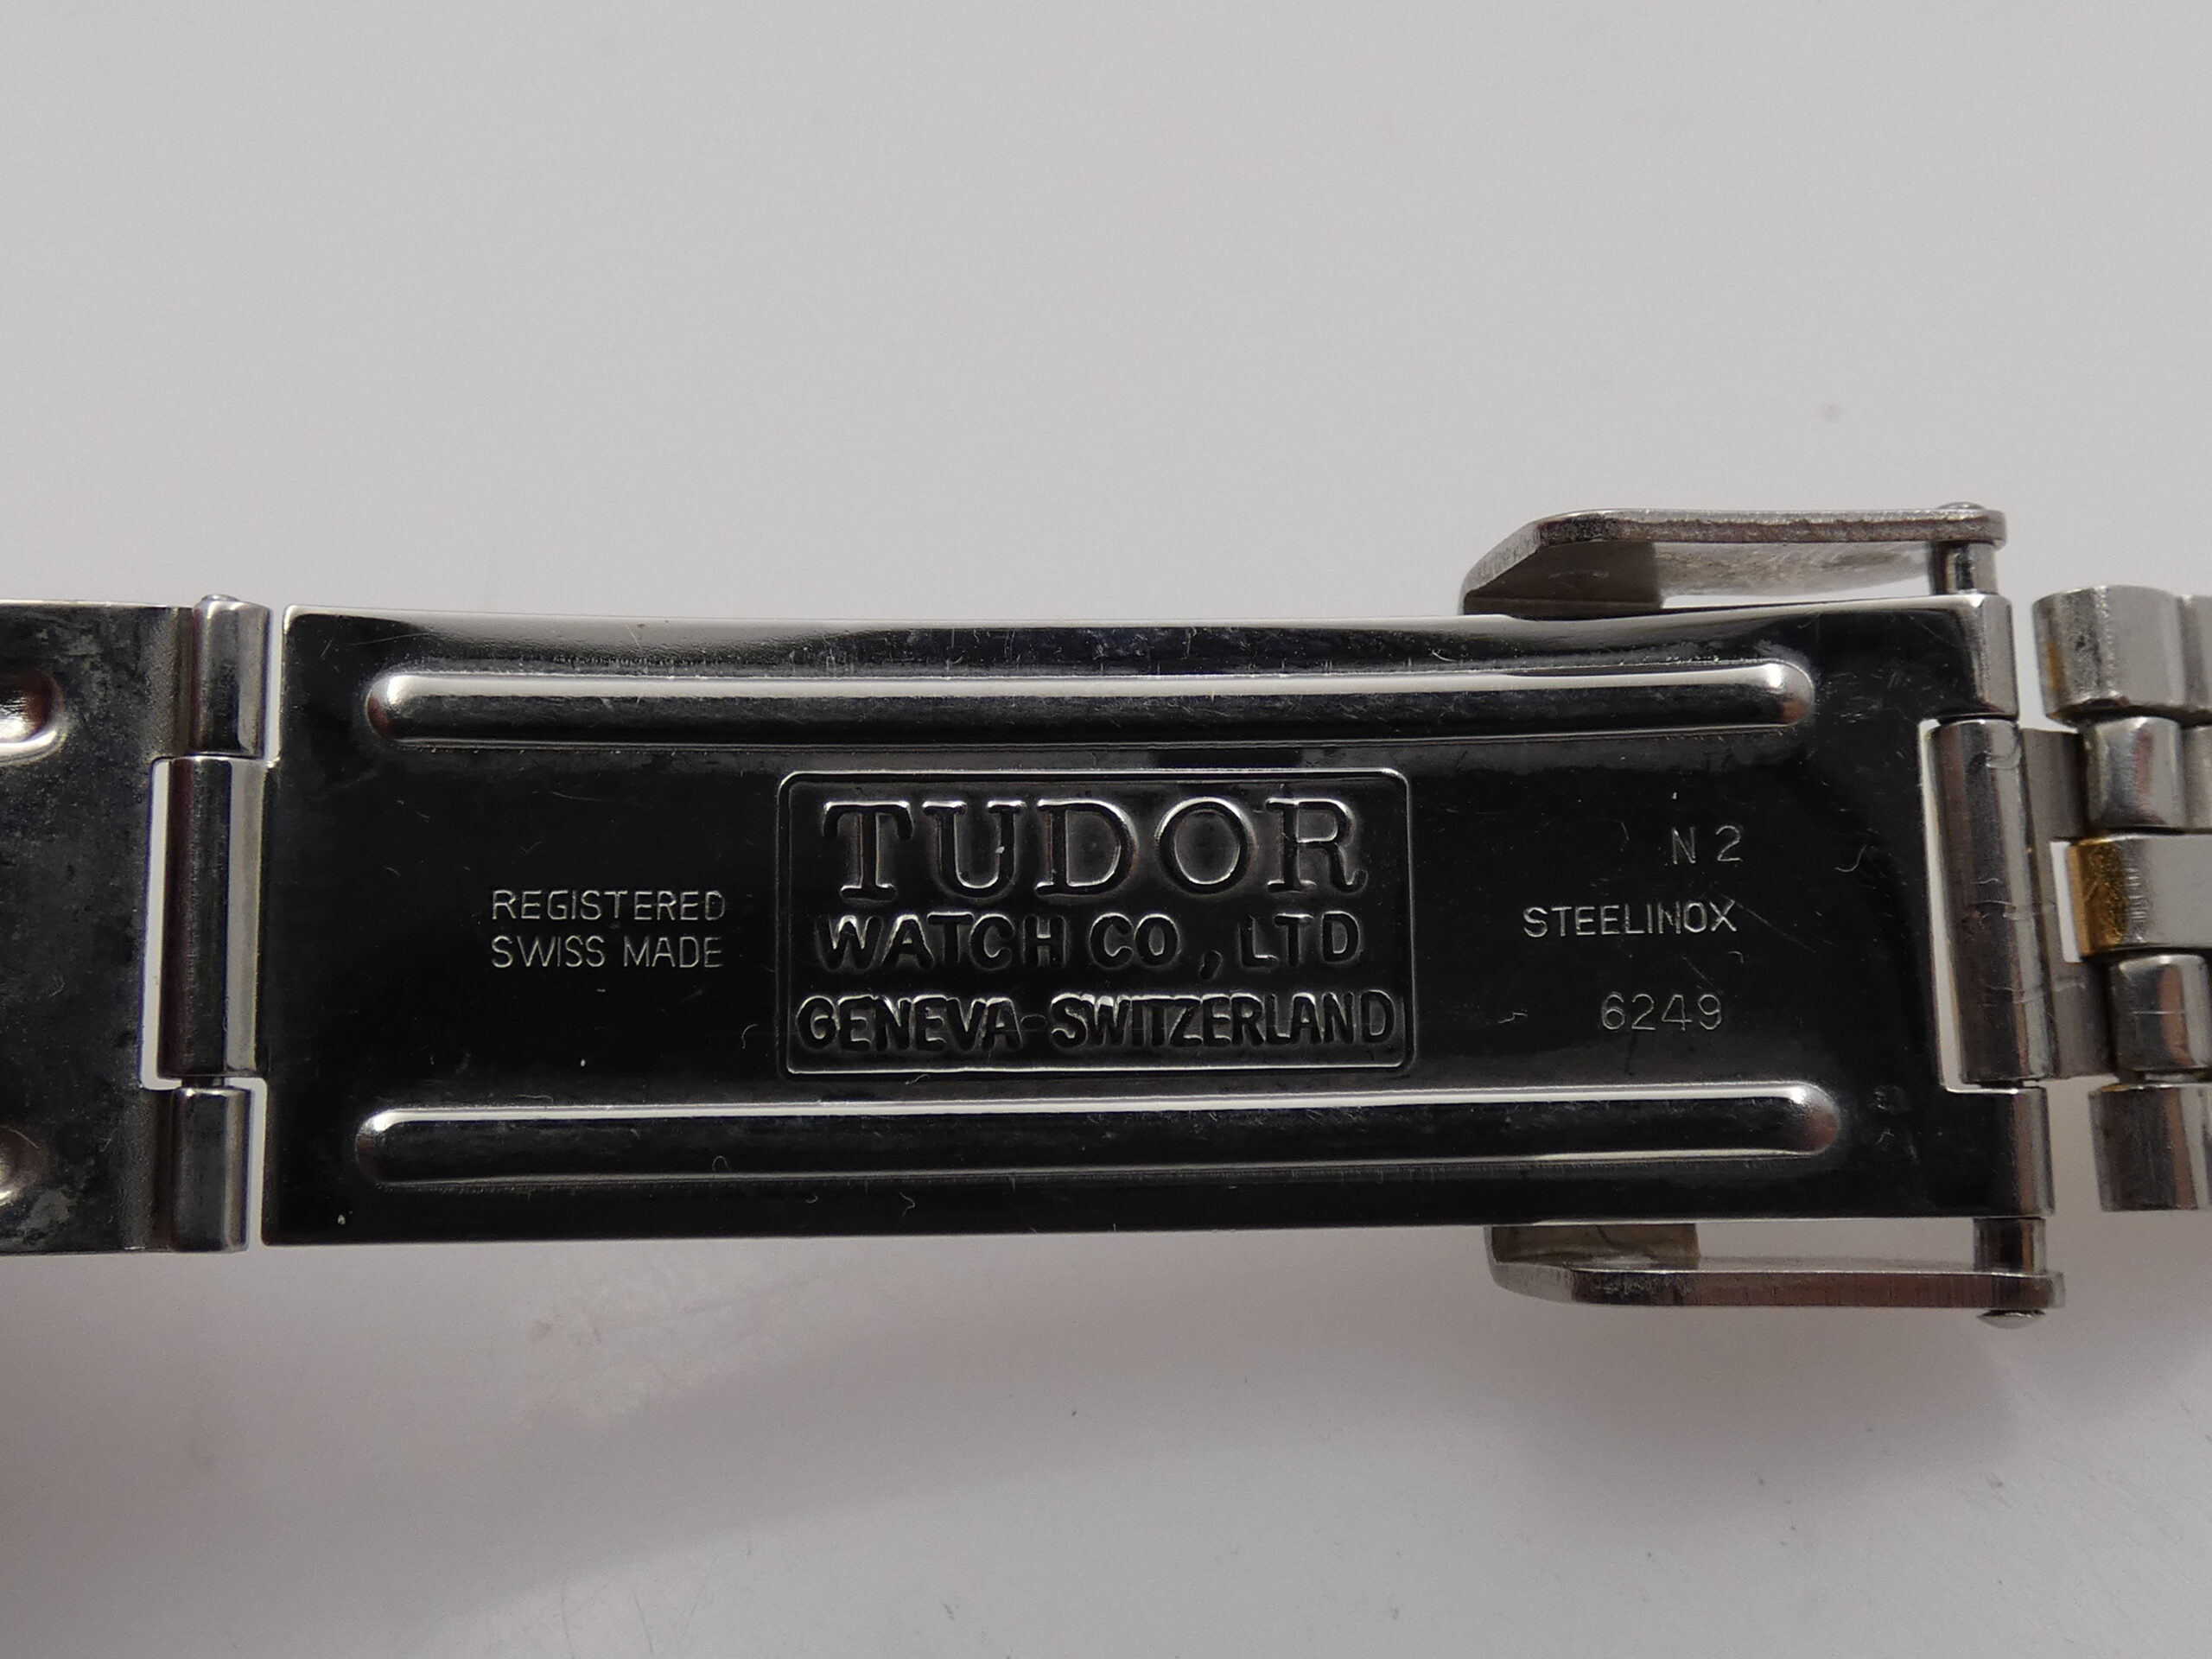 REGISTERED
SWISS MADE
TUDOR
WATCH CO, LTD
GENEVA-SWITZERLAND
N 2
STEELINOX
6249